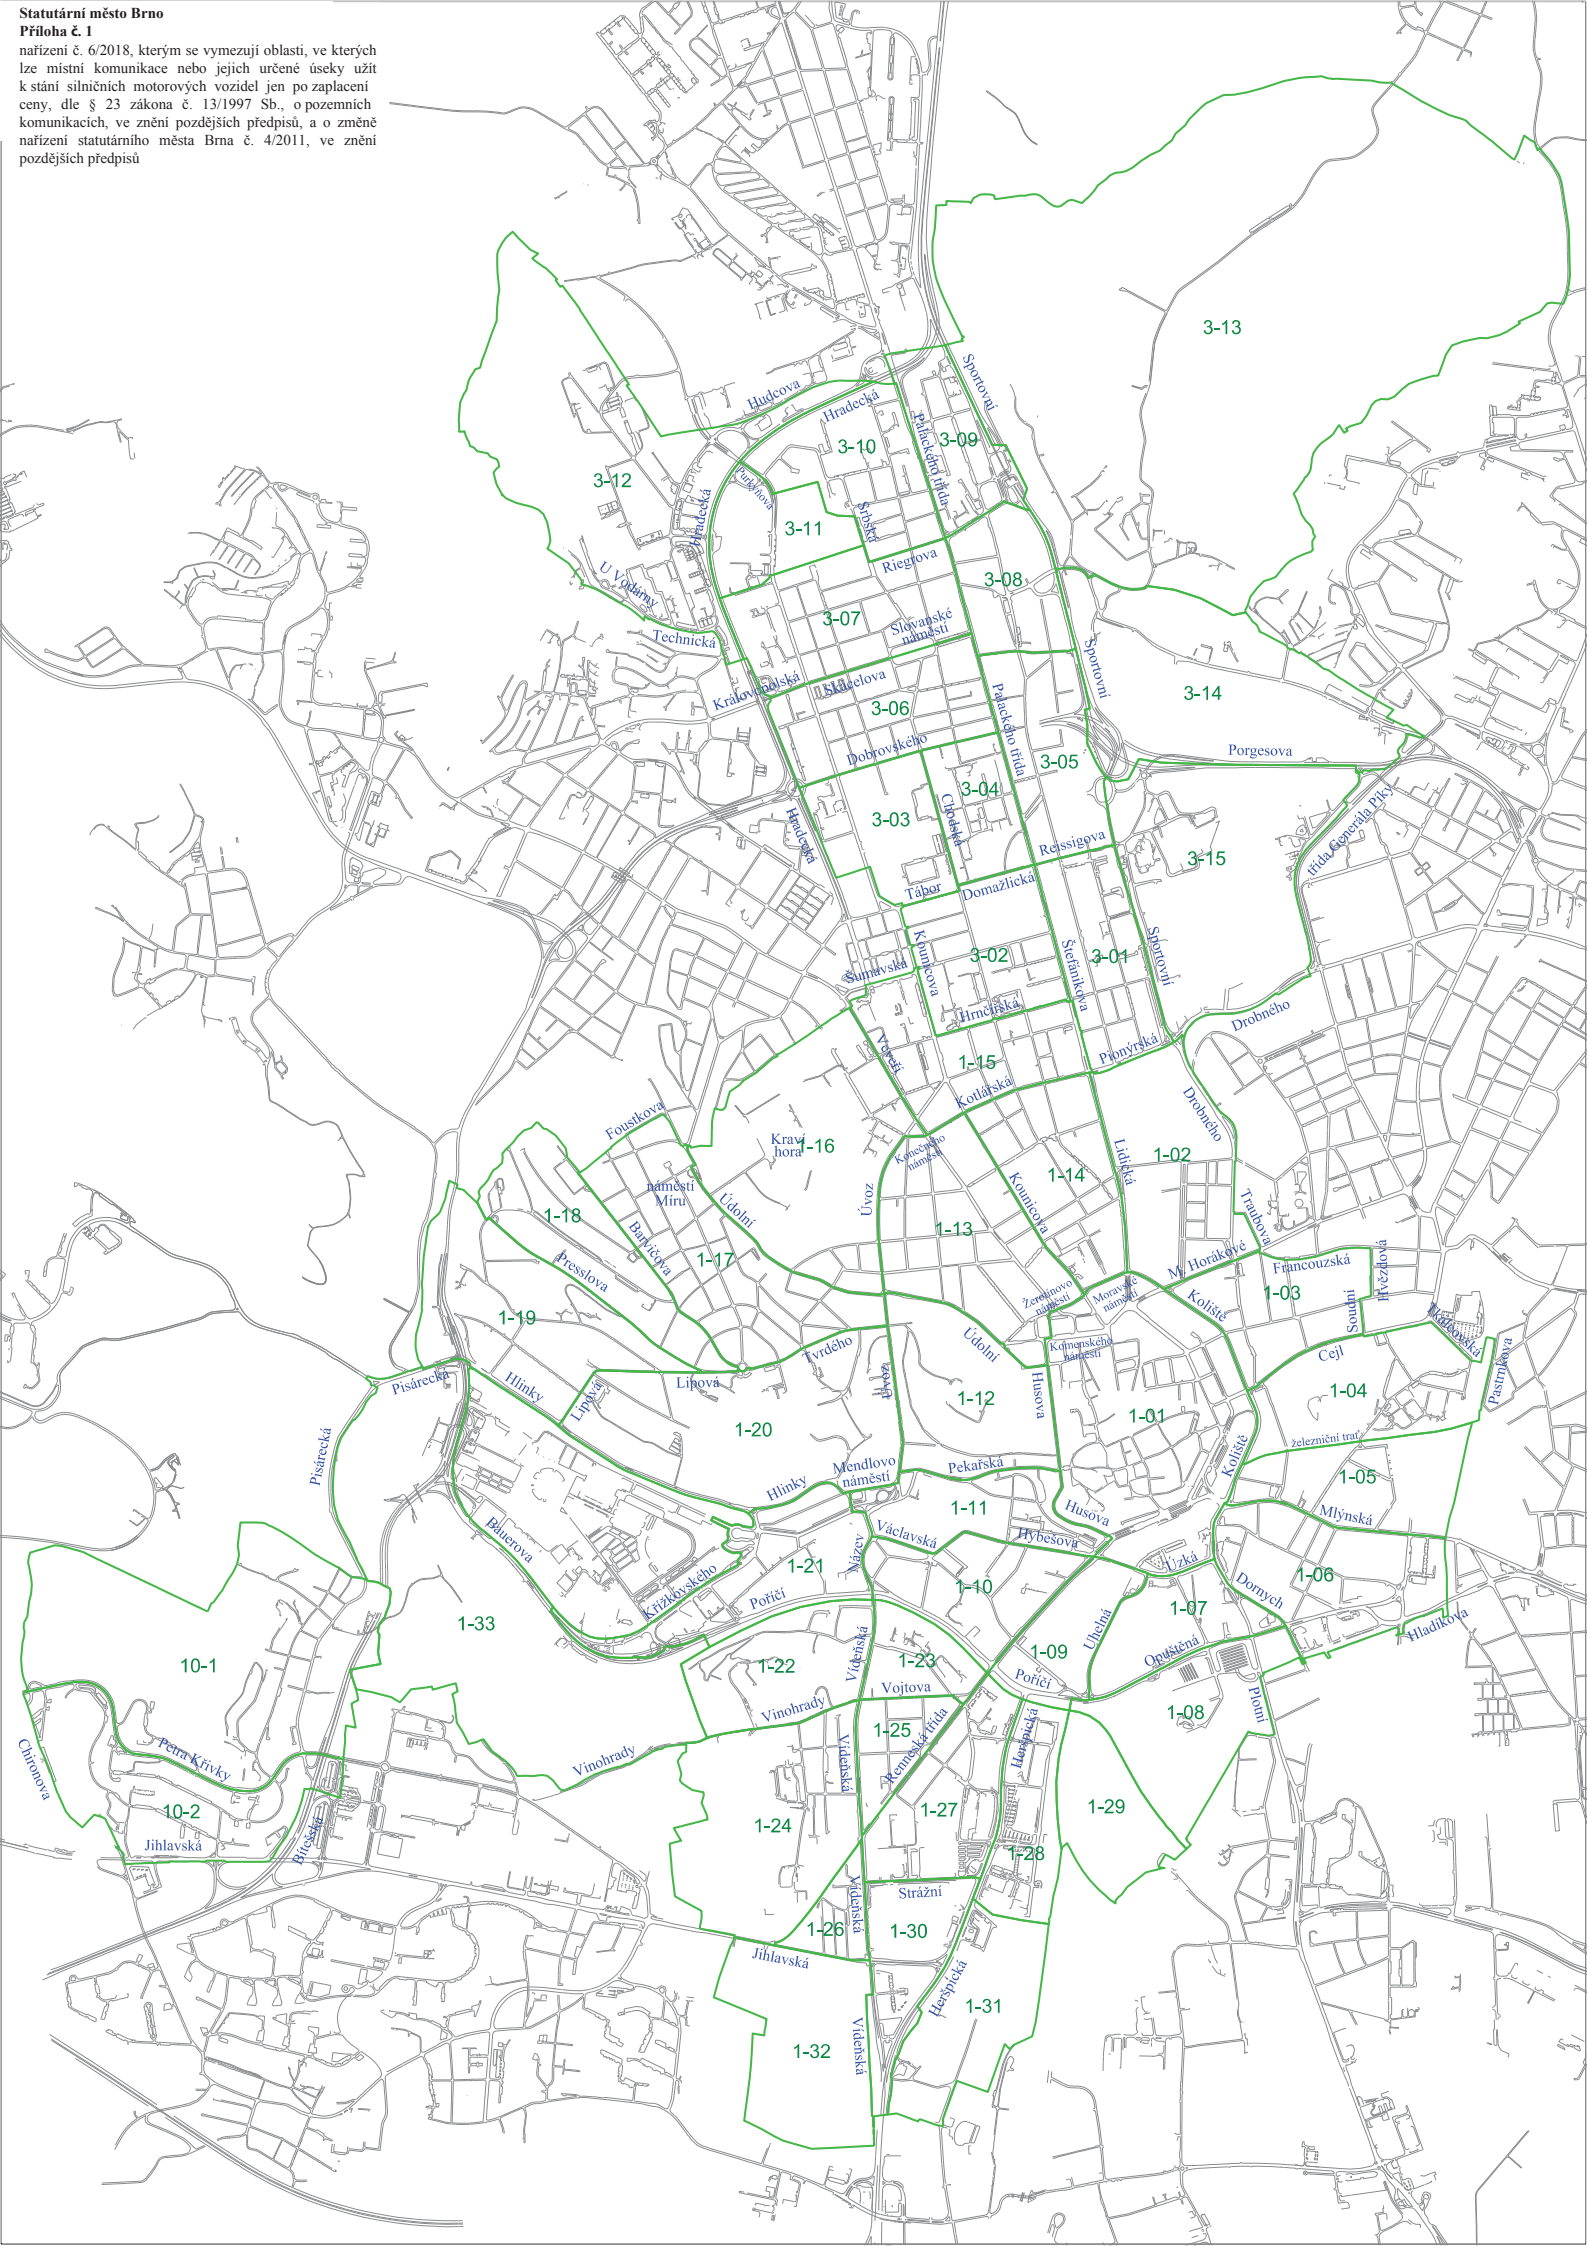 Statutární město Brno
Příloha č. 1
nařízení č. 6/2018, kterým se vymezují oblasti, ve kterých
lze místní komunikace nebo jejich určené úseky užít
k stání silničních motorových vozidel jen po zaplacení
ceny, dle § 23 zákona č. 13/1997 Sb., o pozemních
komunikacích, ve znění pozdějších předpisů, a o změně
nařízení statutárního města Brna č. 4/2011, ve znění
pozdějších předpisů
3-13
Sportovní
Hudcova
Hradecká
Palackého třída
3-09
3-10
3-12
Purkyňova
Hradecká
3-11
Srbská
Riegrova
3-08
U Vodárny
3-07
Slovanské
náměstí
Technická
Sportovní
Královopolská
Skácelova
3-06
Palackého třída
3-14
Dobrovského
Porgesova
3-05
3-04
Chodská
3-03
Hradecká
třída Generála Píky
Reissigova
3-15
Tábor
Domažlická
Kounicova
3-02
Štefánikova
3-01
Sportovní
Šumavská
Hrnčířská
Drobného
Veveří
1-15
Pionýrská
Kotlářská
Drobného
Foustkova
Kraví
hora
1-16
Konečného
náměstí
1-02
Lidická
1-14
Kounicova
náměstí
Míru
Úvoz
Údolní
1-18
Barvičova
1-17
1-13
Traubova
Presslova
M. Horákové
Francouzská
Hvězdová
1-03
Žerotínovo
náměstí
Moravské
náměstí
Koliště
Soudní
Tkalcovská
1-19
Tvrdého
Údolní
Komenského
náměstí
Cejl
Pastrnkova
Pisárecká
Hlinky
Lipová
Lipová
Úvoz
1-12
Husova
1-04
1-01
1-20
železniční trať
Koliště
Pisárecká
Mendlovo
náměstí
Pekařská
1-05
Hlinky
1-11
Husova
Mlýnská
Bauerova
Václavská
Hybešova
Název
Úzká
1-21
1-10
Dornych
1-06
Křížkovského
Poříčí
1-07
Uhelná
Hladíkova
1-33
Vídeňská
Opuštěná
1-09
10-1
1-22
1-23
Poříčí
Vojtova
Plotní
Vinohrady
1-08
1-25
Heršpická
Renneská třída
Vídeňská
Chironova
Petra Křivky
Vinohrady
10-2
1-24
1-27
1-29
Jihlavská
Bítešská
1-28
Vídeňská
Strážní
1-26
1-30
Jihlavská
Heršpická
1-31
Vídeňská
1-32